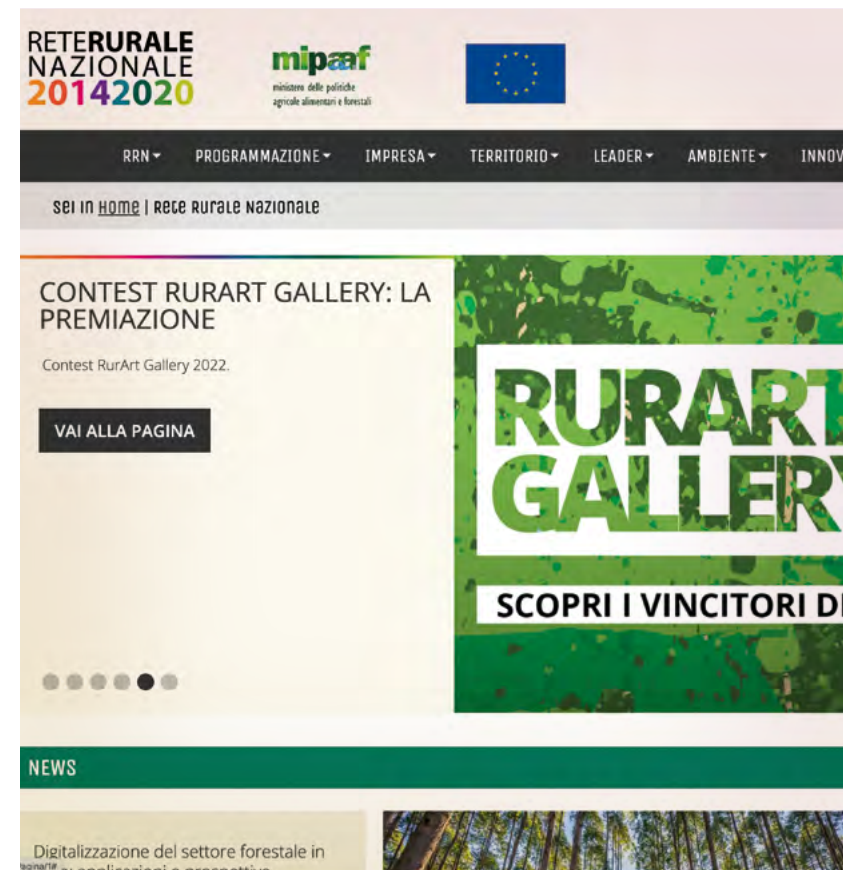 RETERURALE
NAZIONALE
20142020
mipaaf
ministero delle politiche
agricole alimentari e forestali
RRN PROGRAMMAZIONE IMPRESA TERRITORIO LEADER AMBIENTE INNOV
sei in Home | Rete Rurale Nazionale
CONTEST RURART GALLERY: LA
PREMIAZIONE
Contest RurArt Gallery 2022.
VAI ALLA PAGINA
RURART
GALLERY
SCOPRI I VINCITORI DE
NEWS
Digitalizzazione del settore forestale in